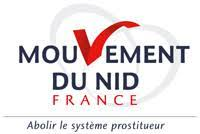 MOUVEMENT
DU NID
FRANCE
Abolir le système prostitueur